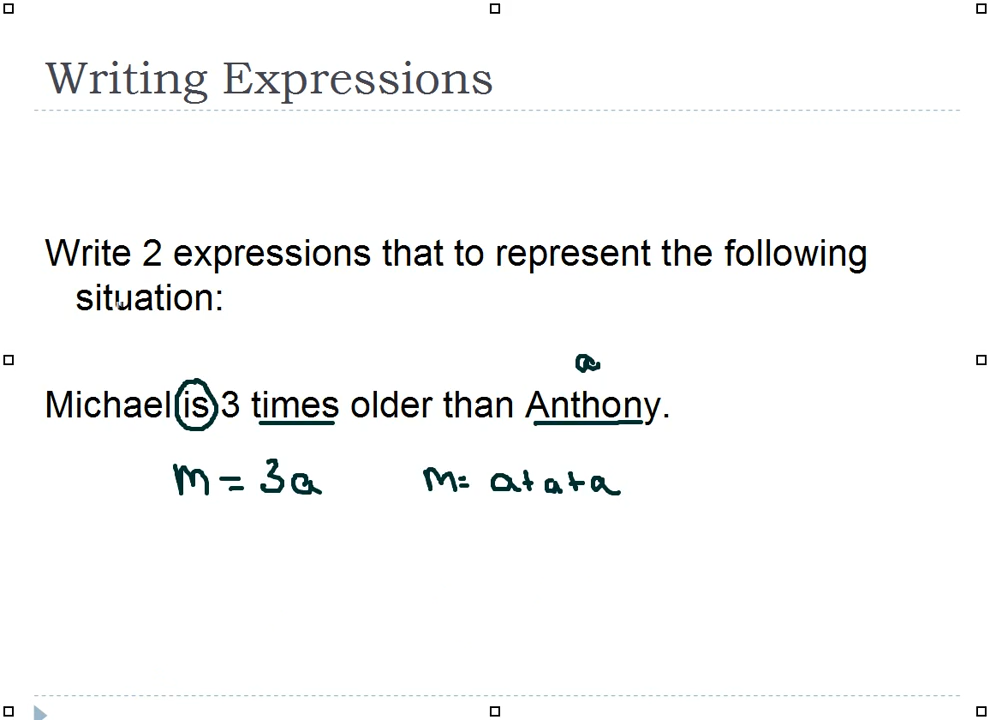 Writing Expressions
Write 2 expressions that to represent the following
situation:
a
Michael is 3 times older than Anthony.
m = 3a m= a+a+a